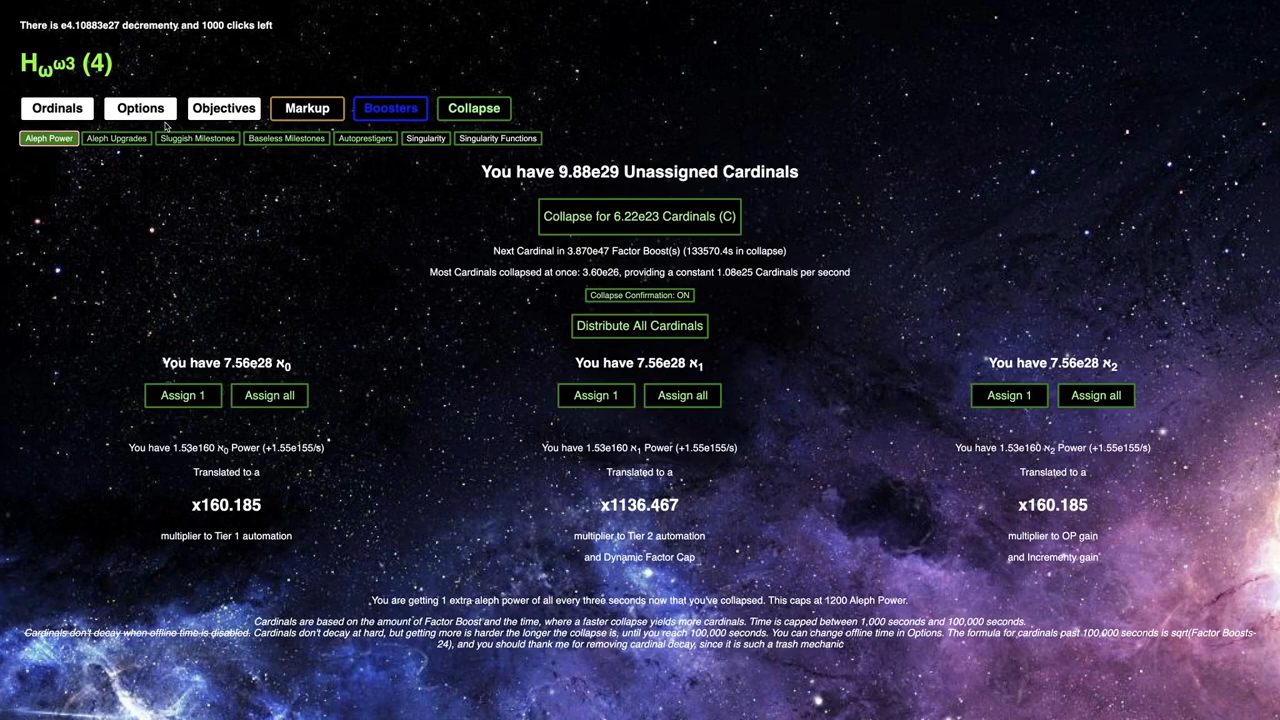 There is e4.10883e27 decrementy. and 1000 clicks left
Hωω3 (4)
Ordinals Options Objectives Markup Boosters Collapse
Aleph Power Aleph Upgrades Sluggish Milestones Baseless Milestones Autoprestigers Singularity Singularity Functions
You have 9.88e29 Unassigned Cardinals
Collapse for 6.22e23 Cardinals (C)
Next Cardinal in 3.870e47 Factor Boost(s) (133570.4s in collapse)
Most Cardinals collapsed at once: 3.60e26, providing a constant 1.08e25 Cardinals per second
Collapse Confirmation: ON
Distribute All Cardinals
You have 7.56e28 ℵ0 You have 7.56e28 ℵ1 You have 7.56e28 ℵ2
Assign 1 Assign all Assign 1 Assign all Assign 1 Assign all
You have 1.53e160 ℵ0 Power (+1.55e155/s) You have 1.53e160 ℵ1 Power (+1.55e155/s) You have 1.53e160 ℵ2 Power (+1.55e155/s)
Translated to a Translated to a Translated to a
x160.185 x1136.467 x160.185
multiplier to Tier 1 automation multiplier to Tier 2 automation multiplier to OP gain
and Dynamic Factor Cap and Incrementy gain
You are getting 1 extra aleph power of all every three seconds now that you've collapsed. This caps at 1200 Aleph Power.
Cardinals are based on the amount of Factor Boost and the time, where a faster collapse yields more cardinals. Time is capped between 1,000 seconds and 100,000 seconds.
Cardinals don't decay when offline time is disabled. Cardinals don't decay at hard, but getting more is harder the longer the collapse is, until you reach 100,000 seconds. You can change offline time in Options. The formula for cardinals past 100,000 seconds is sqrt(Factor Boosts-
24), and you should thank me for removing cardinal decay, since it is such a trash mechanic